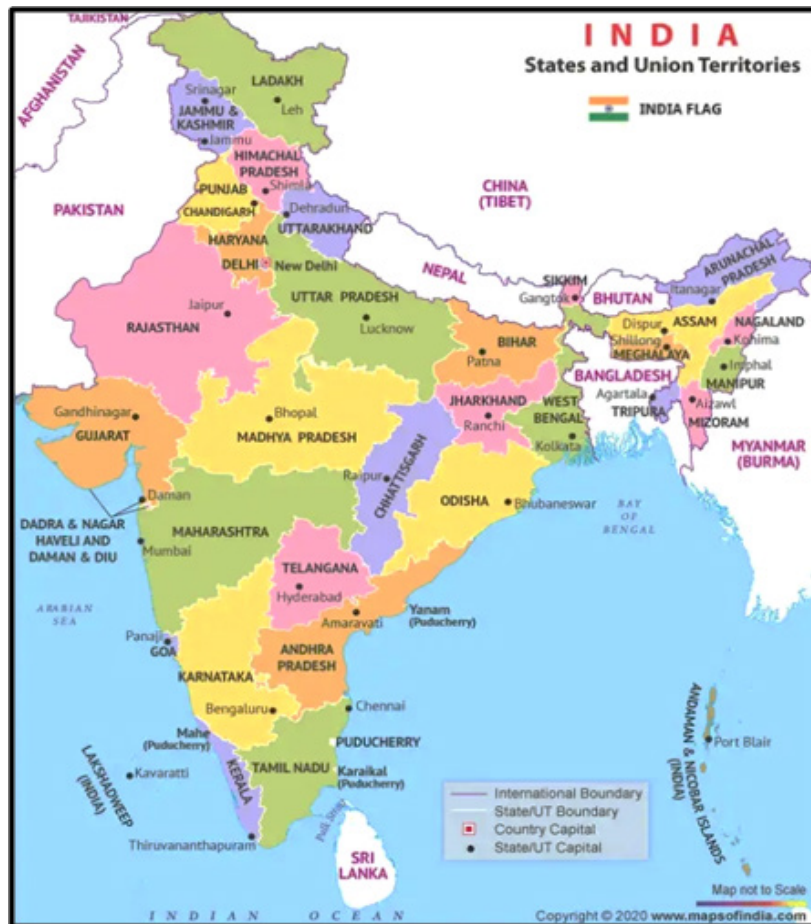 TAJIKISTAN
INDIA
States and Union Territories
INDIA FLAG
AFGHANISTAN
LADAKH
Srinagar
Leh
JAMMU &
KASHMIR
Jammu
HIMACHAL
PRADESH
Shimla
CHINA
(TIBET)
PAKISTAN
PUNJAB
CHANDIGARH
Dehradun
UTTARAKHAND
HARYANA
DELHI
New Delhi
NEPAL
ARUNACHAL
PRADESH
Itanagar
SIKKIM
Gangtok
BHUTAN
UTTAR PRADESH
Lucknow
Jaipur
RAJASTHAN
BIHAR
Patna
Dispur
ASSAM
NAGALAND
Shillong
MEGHALAYA
Kohima
Imphal
MANIPUR
BANGLADESH
Agartala
TRIPURA
Aizawl
MIZORAM
JHARKHAND
Ranchi
WEST
BENGAL
Kolkata
Gandhinagar
GUJARAT
Bhopal
MADHYA PRADESH
MYANMAR
(BURMA)
CHHATTISGARH
Raipur
ODISHA
Bhubaneswar
BAY
OF
BENGAL
Daman
DADRA & NAGAR
HAVELI AND
DAMAN & DIU
MAHARASHTRA
Mumbai
TELANGANA
Hyderabad
ARABIAN
SEA
Amaravati
Yanam
(Puducherry)
Panaji
GOA
ANDHRA
PRADESH
KARNATAKA
Bengaluru
Chennai
Mahe
(Puducherry)
PUDUCHERRY
ANDAMAN & NICOBAR ISLANDS
(INDIA)
Port Blair
LAKSHADWEEP
(INDIA)
Kavaratti
KERALA
TAMIL NADU
Karaikal
(Puducherry)
Thiruvananthapuram
Palk Strait
SRI
LANKA
International Boundary
State/UT Boundary
Country Capital
State/UT Capital
Map not to Scale
INDIAN OCEAN
Copyright © 2020 www.mapsofindia.com